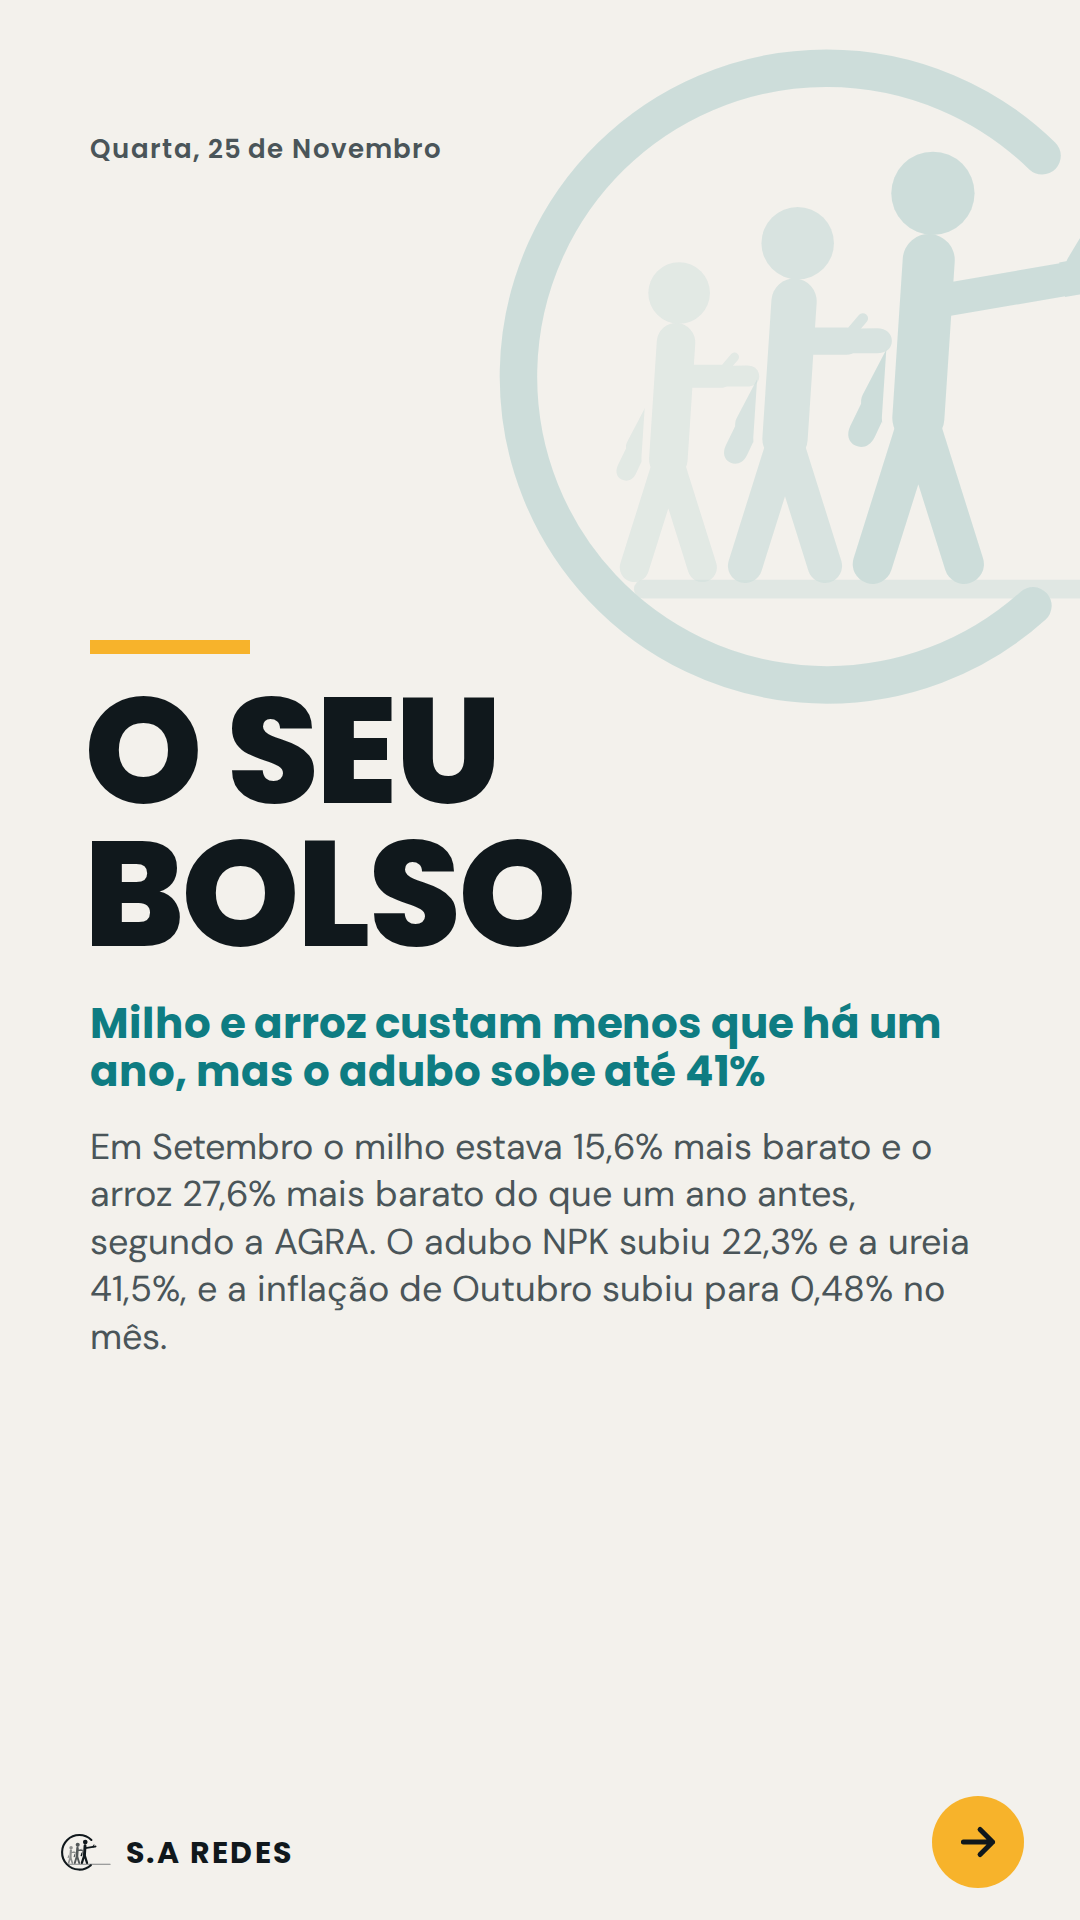 Quarta, 25 de Novembro
O SEU
BOLSO
Milho e arroz custam menos que há um
ano, mas o adubo sobe até 41%
Em Setembro o milho estava 15,6% mais barato e o
arroz 27,6% mais barato do que um ano antes,
segundo a AGRA. O adubo NPK subiu 22,3% e a ureia
41,5%, e a inflação de Outubro subiu para 0,48% no
mês.
S.A REDES